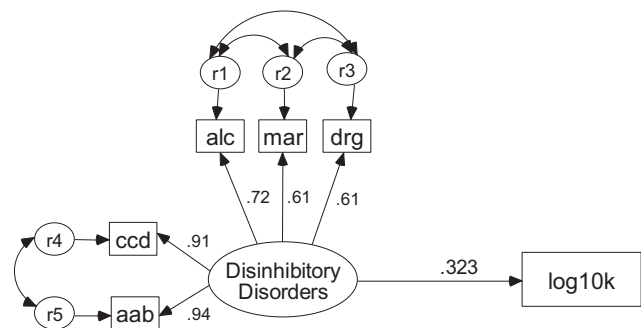 r1 r2 r3
alc mar drg
.72 .61 .61
r4 ccd .91
Disinhibitory
Disorders
.323
log10k
r5 aab .94